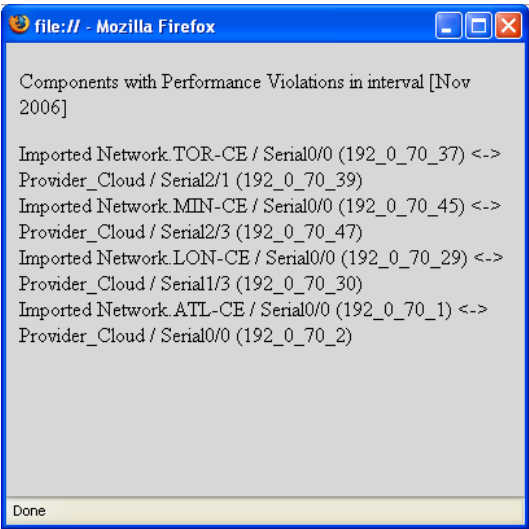 file:// - Mozilla Firefox
Components with Performance Violations in interval [Nov
2006]
Imported Network.TOR-CE / Serial0/0 (192_0_70_37) <->
Provider_Cloud / Serial2/1 (192_0_70_39)
Imported Network.MIN-CE / Serial0/0 (192_0_70_45) <->
Provider_Cloud / Serial2/3 (192_0_70_47)
Imported Network.LON-CE / Serial0/0 (192_0_70_29) <->
Provider_Cloud / Serial1/3 (192_0_70_30)
Imported Network.ATL-CE / Serial0/0 (192_0_70_1) <->
Provider_Cloud / Serial0/0 (192_0_70_2)
Done